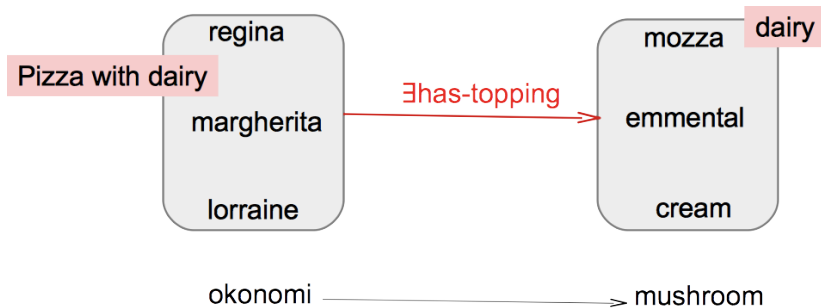 regina
mozza
dairy
Pizza with dairy
∃has-topping
margherita
emmental
lorraine
cream
okonomi
mushroom